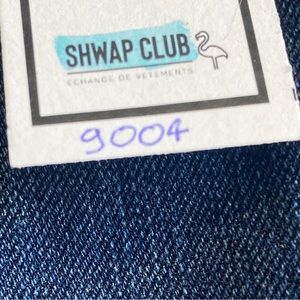 SHWAP CLUB
ECHANGE DE VÊTEMENTS
9004